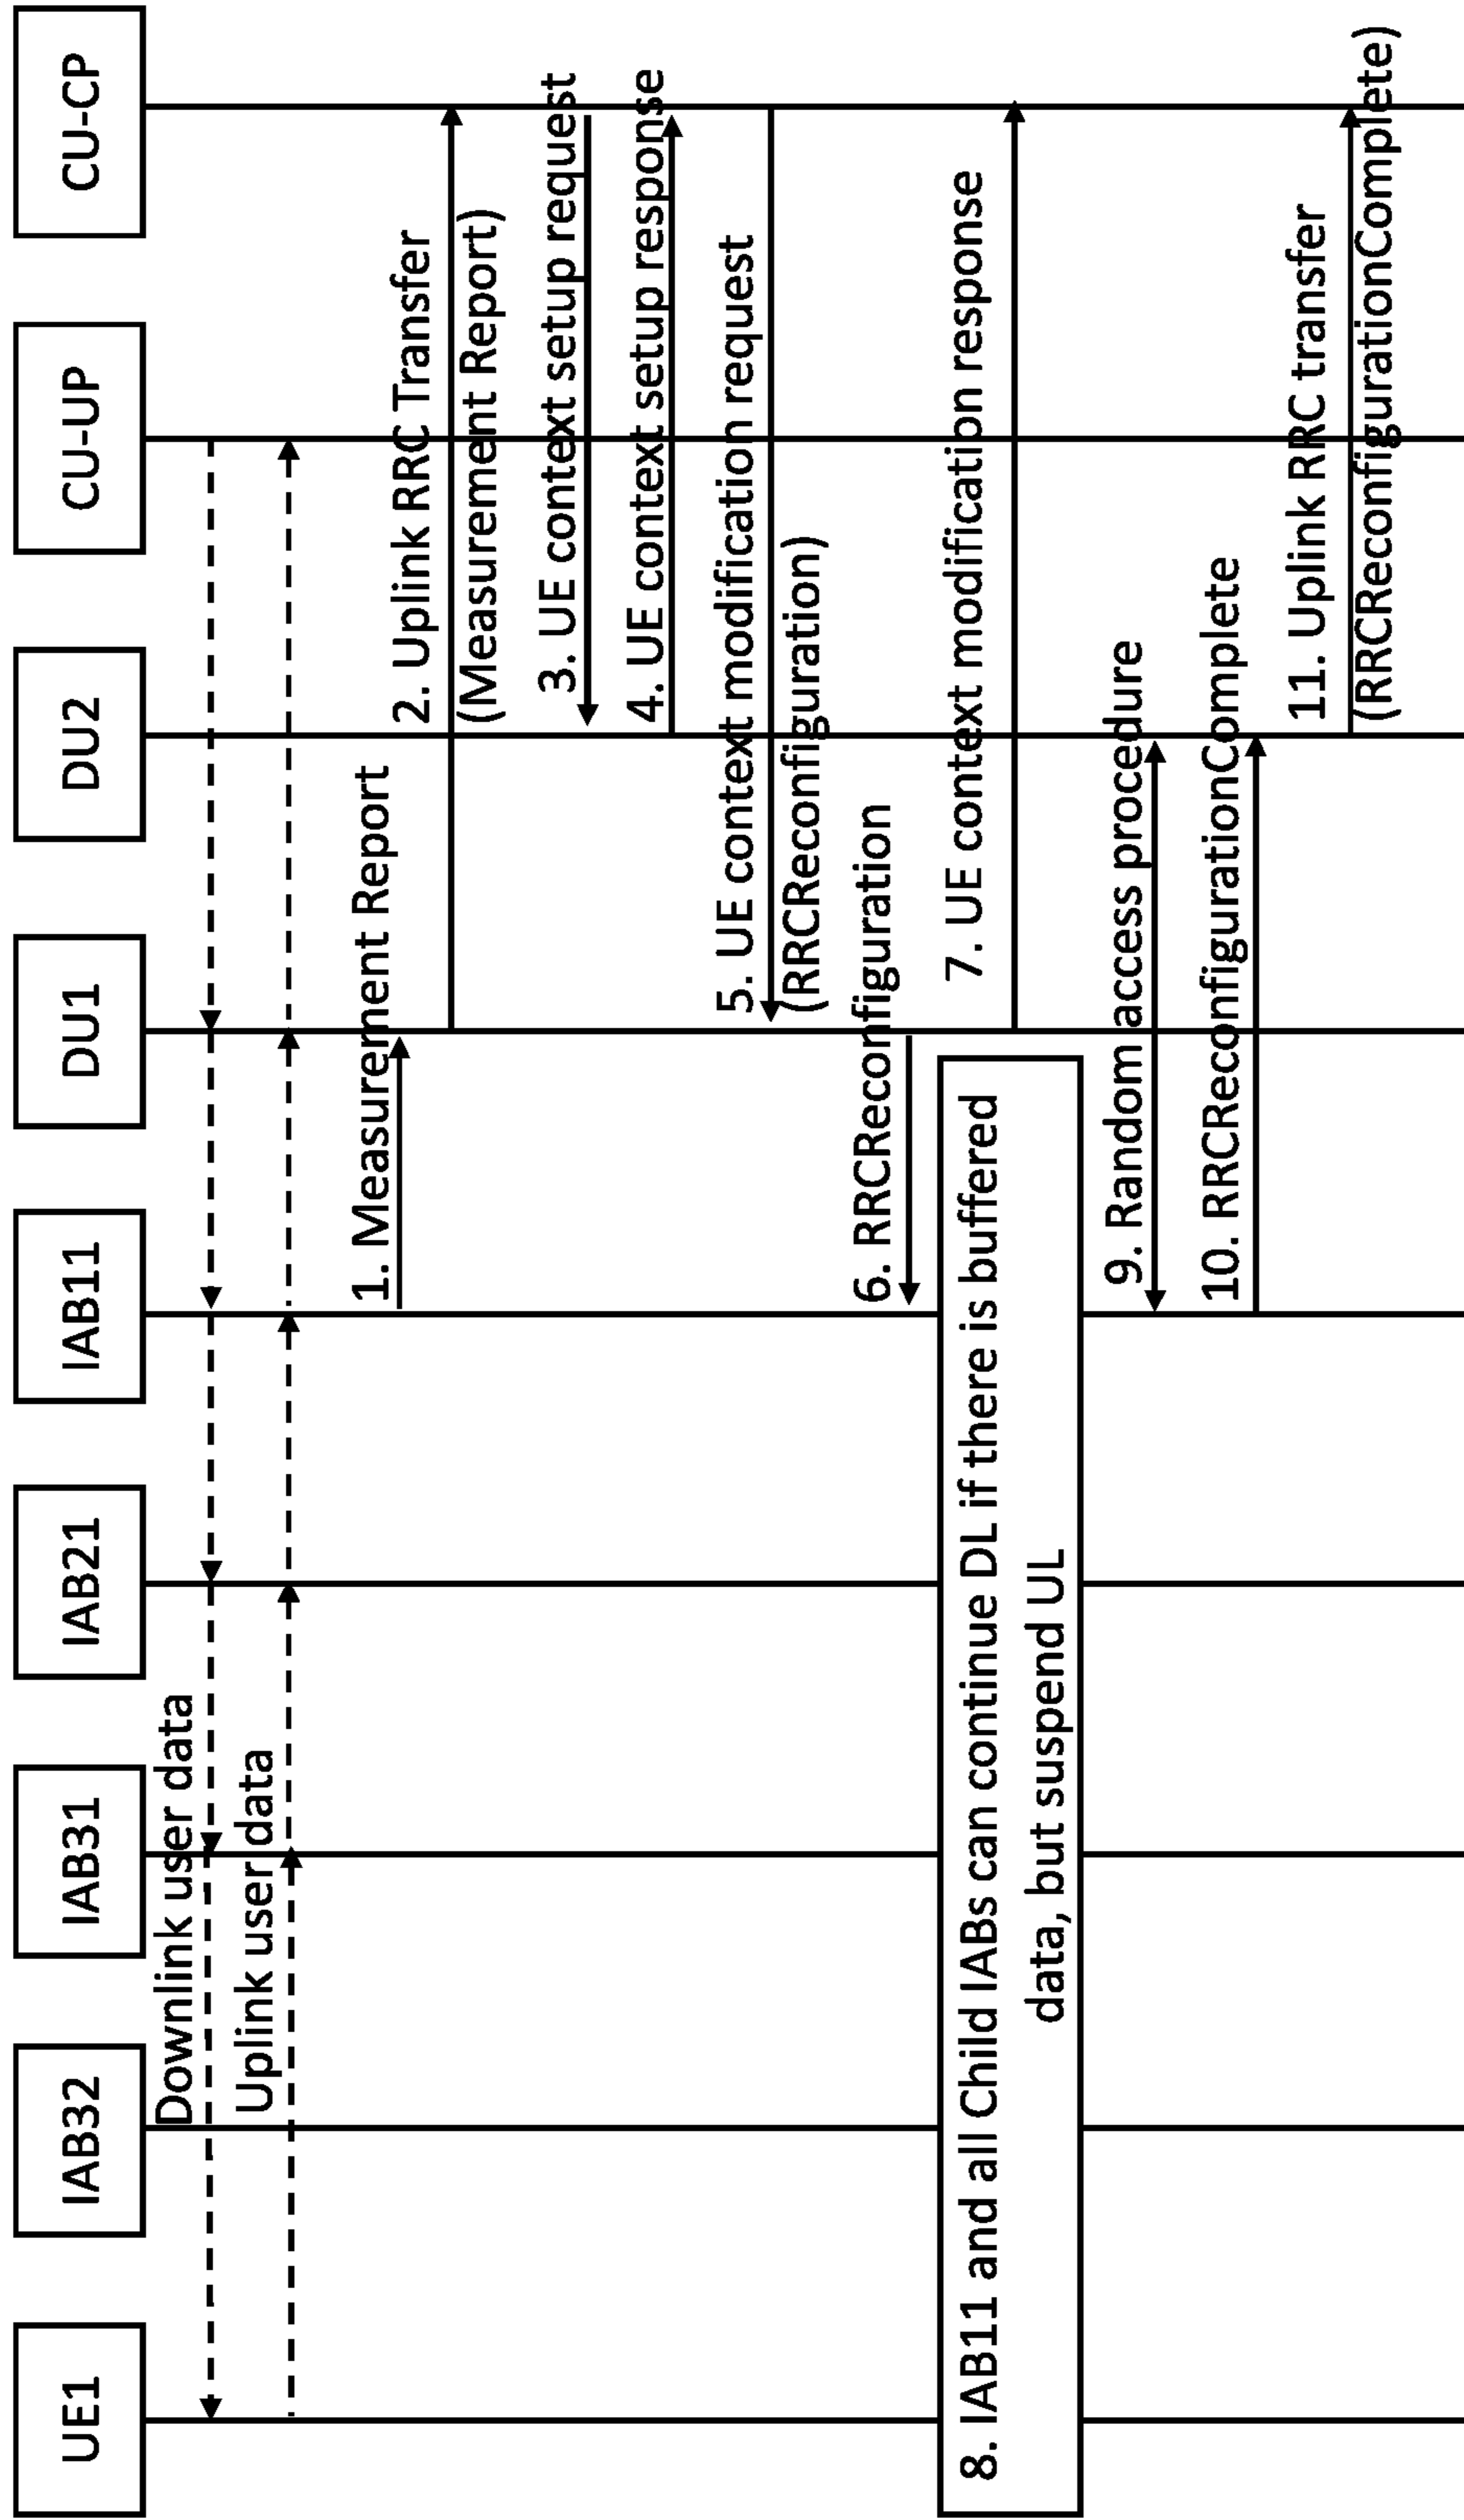 UE1
IAB32
IAB31
IAB21
IAB11
DU1
DU2
CU-UP
CU-CP
Downlink user data
Uplink user data
1. Measurement Report
2. Uplink RRC Transfer
(Measurement Report)
3. UE context setup request
4. UE context setup response
5. UE context modification request
(RRCReconfiguration)
6. RRCReconfiguration
7. UE context modification response
8. IAB11 and all Child IABs can continue DL if there is buffered
data, but suspend UL
9. Random access procedure
10. RRCReconfigurationComplete
11. Uplink RRC transfer
(RRCReconfigurationComplete)